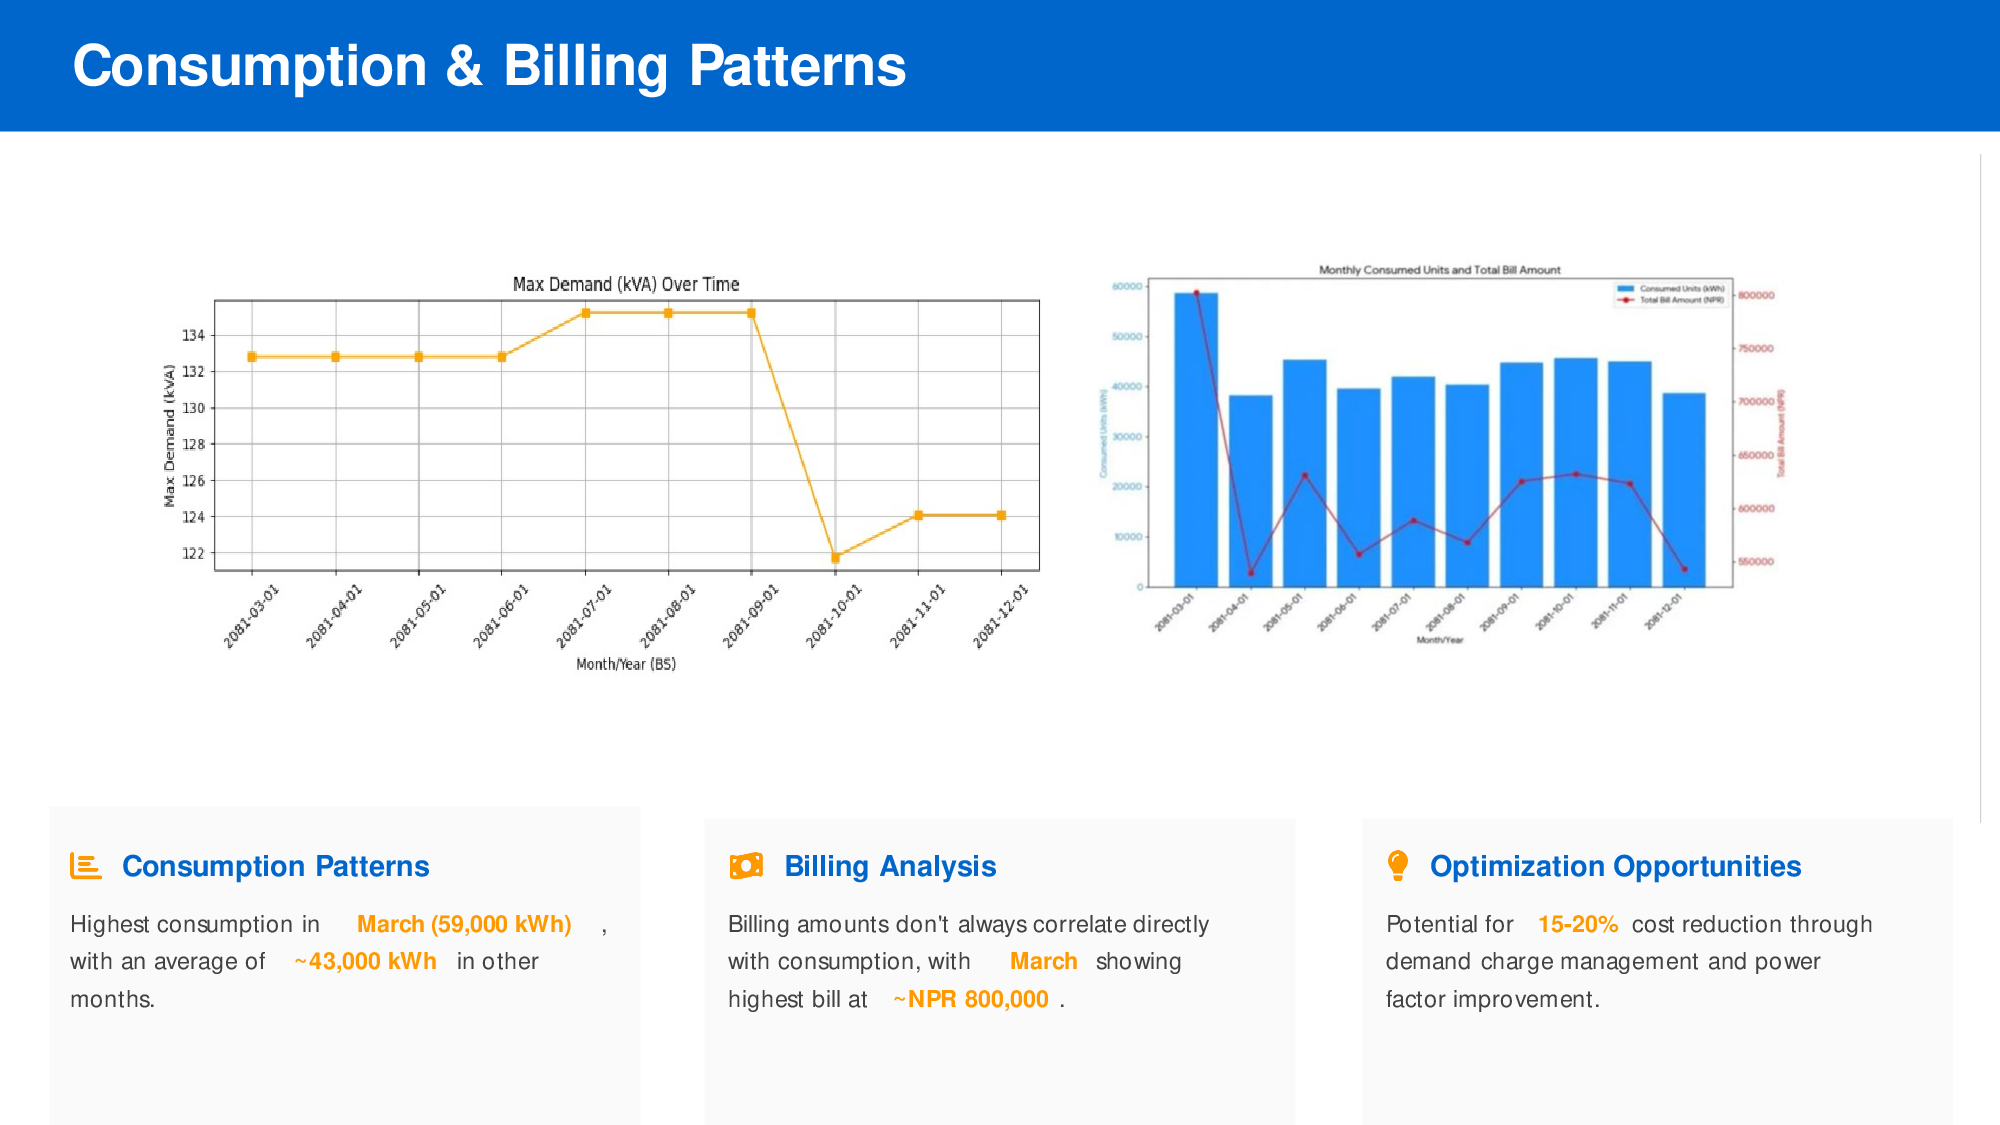 Consumption & Billing Patterns
Max Demand (kVA) Over Time
Max Demand (kVA)
134
132
130
128
126
124
122
2081-03-01
2081-04-01
2081-05-01
2081-06-01
2081-07-01
2081-08-01
2081-09-01
2081-10-01
2081-11-01
2081-12-01
Month/Year (BS)
Monthly Consumed Units and Total Bill Amount
Consumed Units (kWh)
Total Bill Amount (NPR)
Consumed Units (kWh)
60000
50000
40000
30000
20000
10000
0
800000
750000
700000
650000
600000
550000
Total Bill Amount (NPR)
2081-03-01
2081-04-01
2081-05-01
2081-06-01
2081-07-01
2081-08-01
2081-09-01
2081-10-01
2081-11-01
2081-12-01
Month/Year
Consumption Patterns
Highest consumption in March (59,000 kWh) ,
with an average of ~43,000 kWh in other
months.
Billing Analysis
Billing amounts don't always correlate directly
with consumption, with March showing
highest bill at ~NPR 800,000 .
Optimization Opportunities
Potential for 15-20% cost reduction through
demand charge management and power
factor improvement.